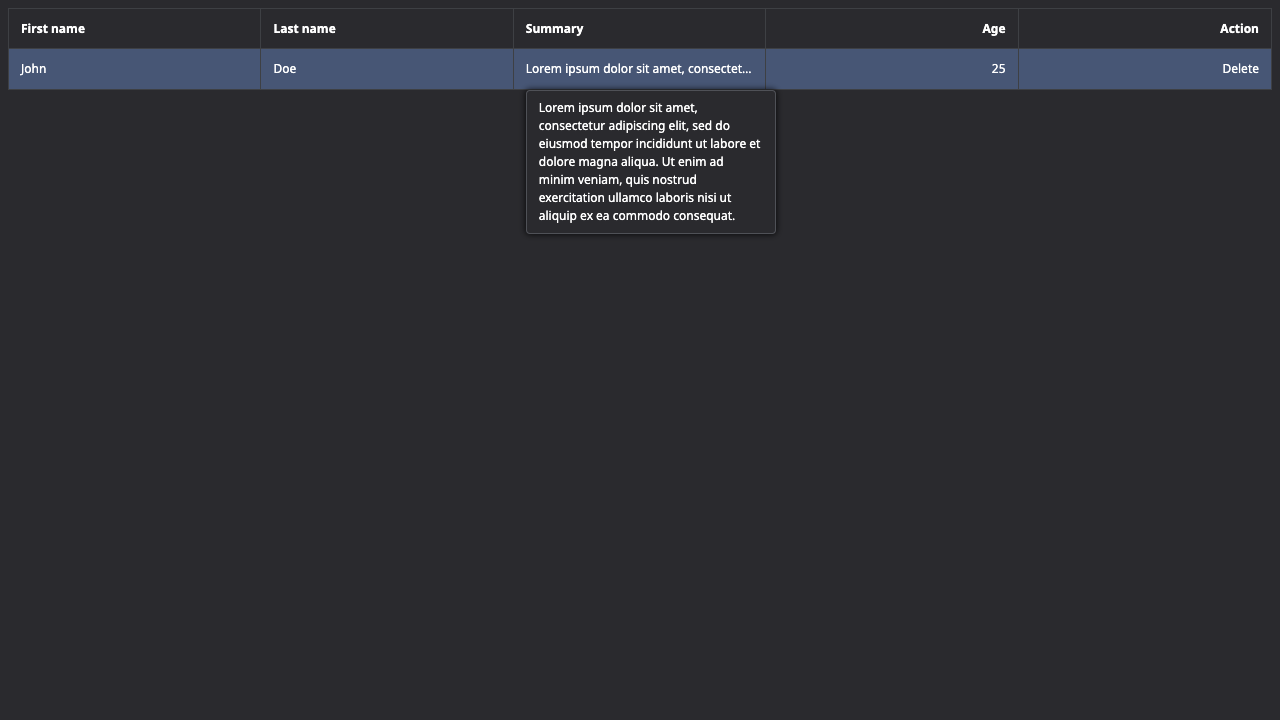 First name Last name Summary Age Action
John Doe Lorem ipsum dolor sit amet, consectet... 25 Delete
Lorem ipsum dolor sit amet,
consectetur adipiscing elit, sed do
eiusmod tempor incididunt ut labore et
dolore magna aliqua. Ut enim ad
minim veniam, quis nostrud
exercitation ullamco laboris nisi ut
aliquip ex ea commodo consequat.